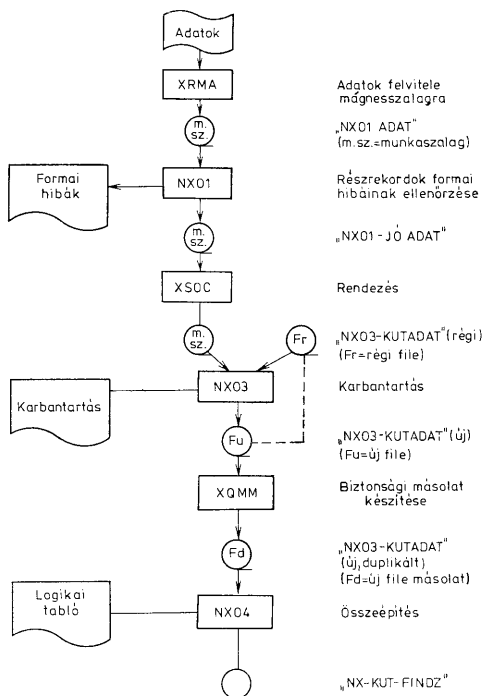 Adatok
XRMA
Adatok felvitele
mágnesszalagra
m.
sz.
„NX01 ADAT"
(m.sz.=munkaszalag)
Formai
hibák
NX01
Részrekordok formai
hibáinak ellenőrzése
m.
sz.
„NX01-JÓ ADAT"
XSOC
Rendezés
m.
sz.
Fr
„NX03-KUTADAT"(régi)
(Fr=régi file)
Karbantartás
NX03
Karbantartás
Fu
„NX03-KUTADAT"(új)
(Fu=új file)
XQMM
Biztonsági másolat
készítése
Fd
„NX03-KUTADAT"
(új,duplikált)
(Fd=új file másolat)
Logikai
tabló
NX04
Összeépítés
„NX-KUT-FINDZ"